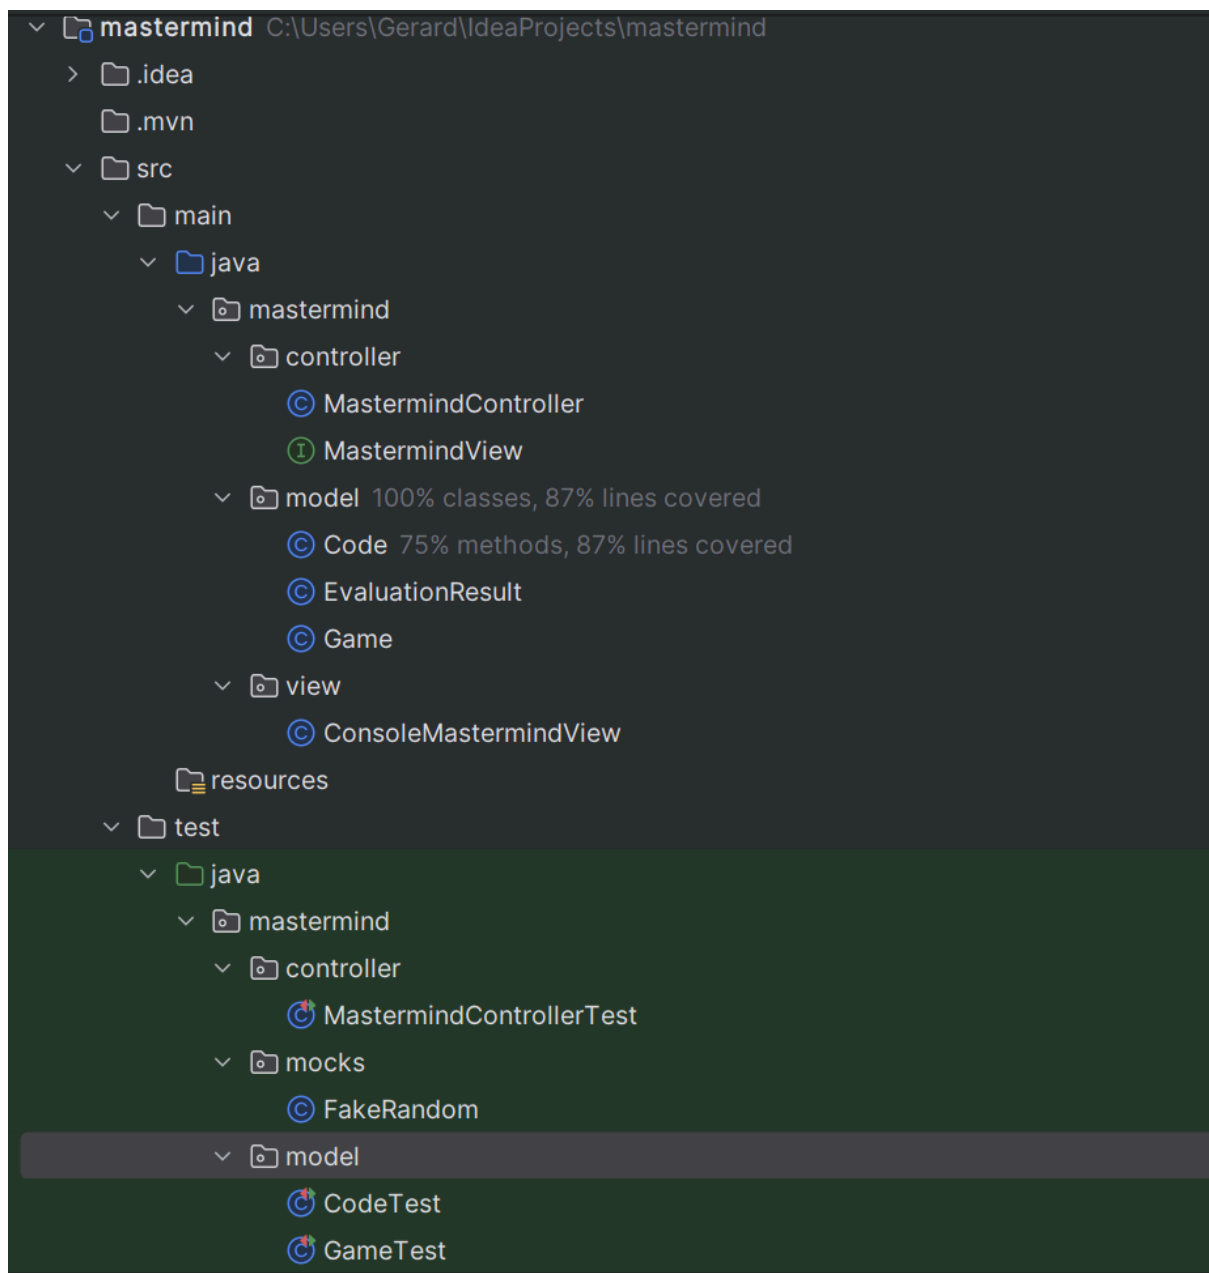 mastermind C:\Users\Gerard\IdeaProjects\mastermind
.idea
.mvn
src
main
java
mastermind
controller
MastermindController
MastermindView
model 100% classes, 87% lines covered
Code 75% methods, 87% lines covered
EvaluationResult
Game
view
ConsoleMastermindView
resources
test
java
mastermind
controller
MastermindControllerTest
mocks
FakeRandom
model
CodeTest
GameTest